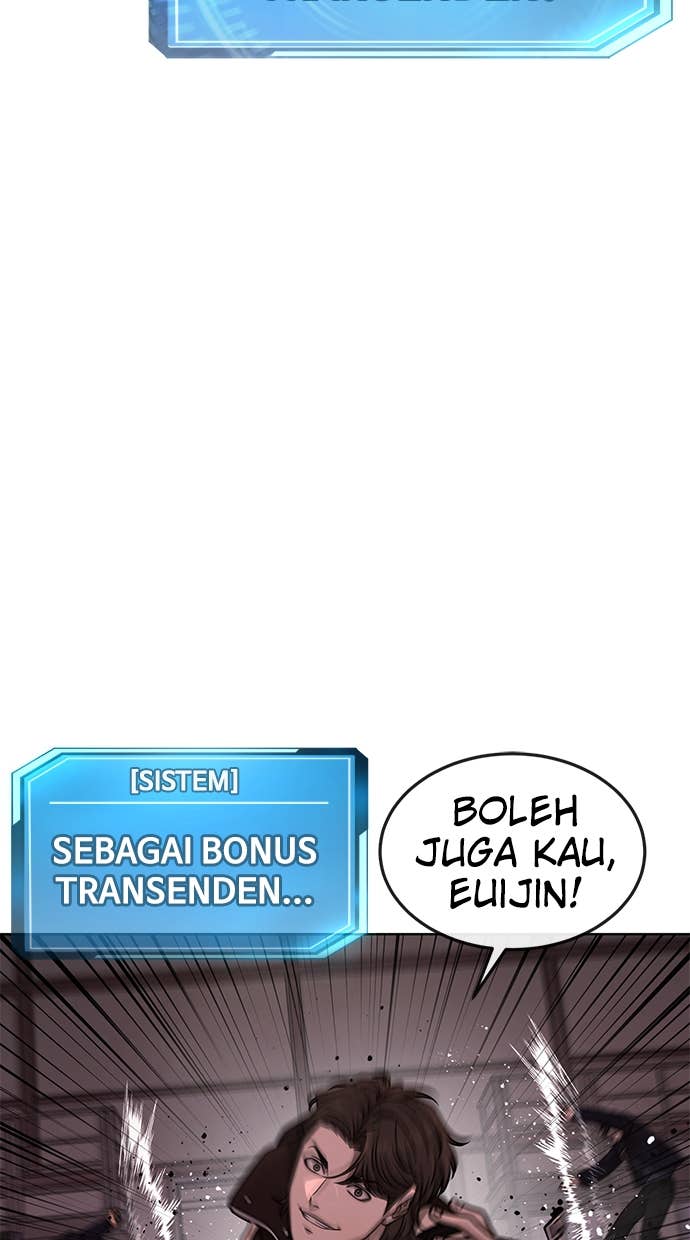 [SISTEM]
SEBAGAI BONUS
TRANSENDEN...
BOLEH
JUGA KAU,
EUIJIN!